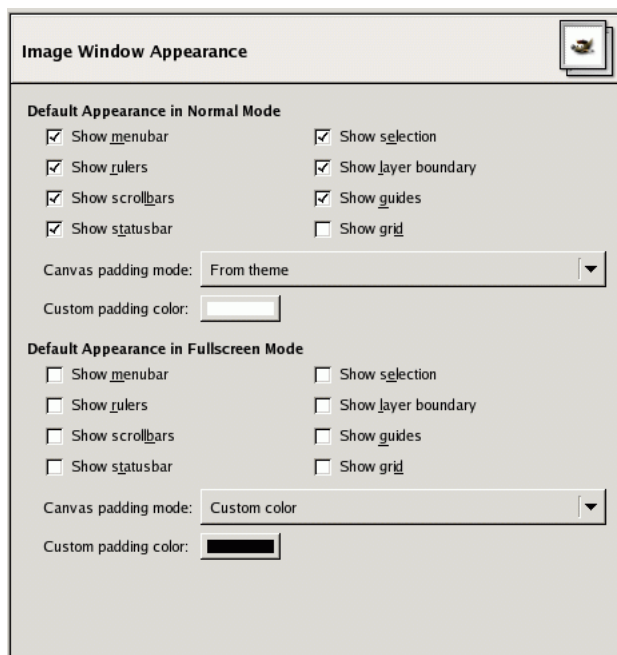 Image Window Appearance
Default Appearance in Normal Mode
Show menubar
Show selection
Show rulers
Show layer boundary
Show scrollbars
Show guides
Show statusbar
Show grid
Canvas padding mode: From theme
Custom padding color:
Default Appearance in Fullscreen Mode
Show menubar
Show selection
Show rulers
Show layer boundary
Show scrollbars
Show guides
Show statusbar
Show grid
Canvas padding mode: Custom color
Custom padding color: